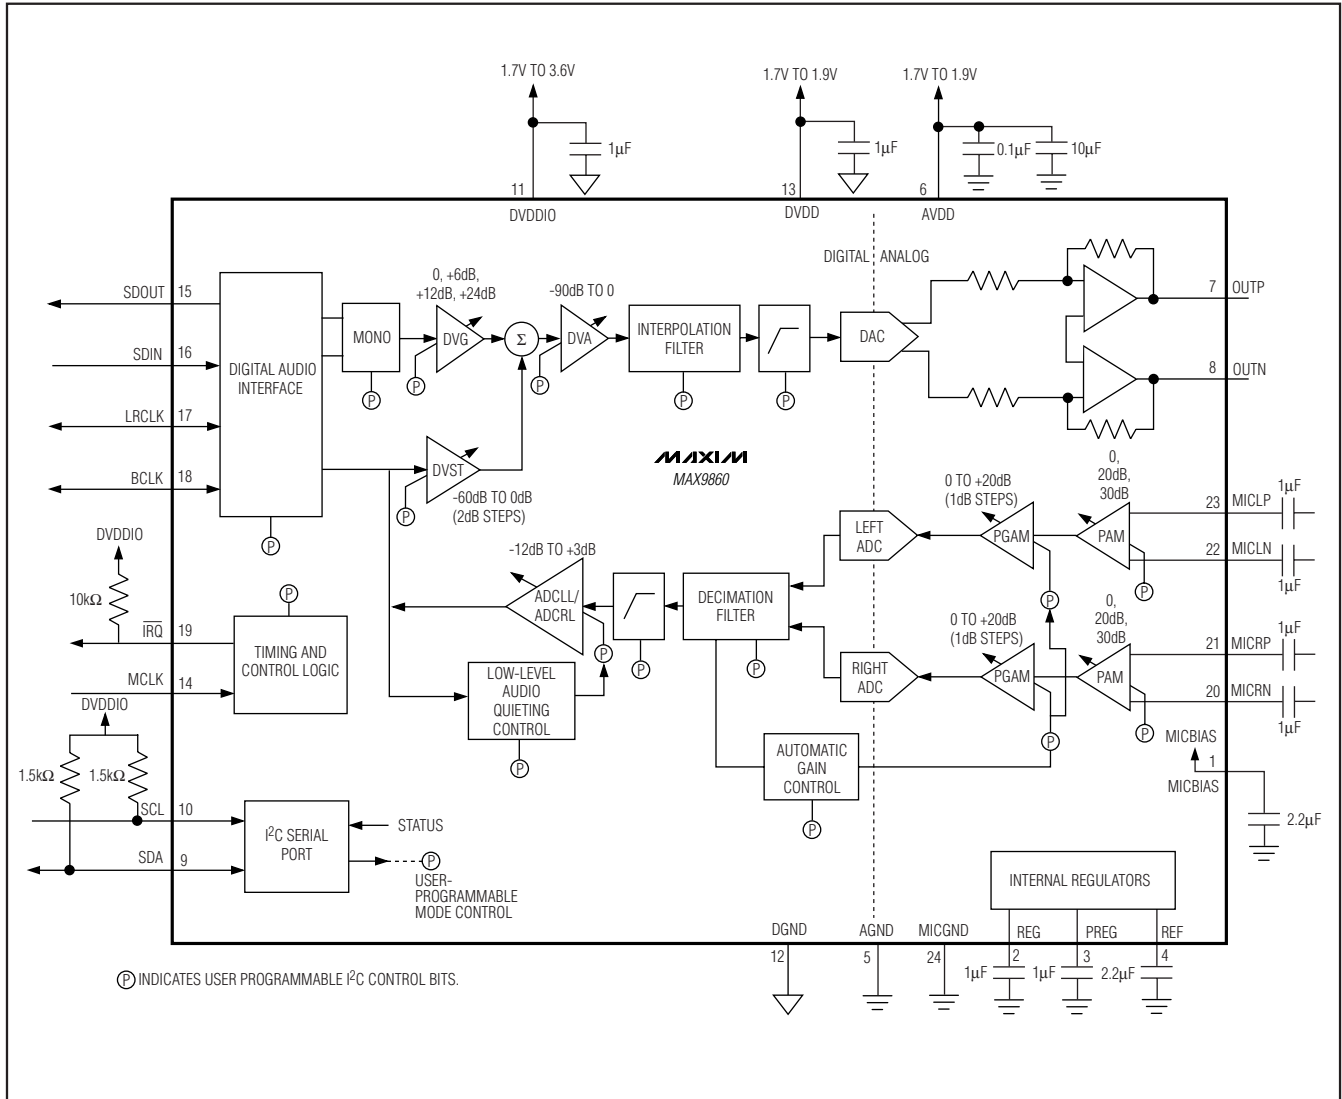 1.7V TO 3.6V
1.7V TO 1.9V
1.7V TO 1.9V
1µF
1µF
0.1µF
10µF
11
13
6
DVDDIO
DVDD
AVDD
DIGITAL
ANALOG
SDOUT
15
SDIN
16
LRCLK
17
BCLK
18
DIGITAL AUDIO
INTERFACE
P
MONO
P
0, +6dB,
+12dB, +24dB
DVG
P
Σ
-90dB TO 0
DVA
P
INTERPOLATION
FILTER
P
P
DAC
7
OUTP
8
OUTN
DVST
P
-60dB TO 0dB
(2dB STEPS)
MAXIM
MAX9860
0 TO +20dB
(1dB STEPS)
0,
20dB,
30dB
LEFT
ADC
PGAM
P
PAM
P
23
MICLP
1µF
22
MICLN
1µF
DVDDIO
10kΩ
IRQ
19
MCLK
14
P
TIMING AND
CONTROL LOGIC
-12dB TO +3dB
ADCLL/
ADCRL
P
P
DECIMATION
FILTER
P
0 TO +20dB
(1dB STEPS)
0,
20dB,
30dB
RIGHT
ADC
PGAM
P
PAM
P
21
MICRP
1µF
20
MICRN
1µF
LOW-LEVEL
AUDIO
QUIETING
CONTROL
P
AUTOMATIC
GAIN
CONTROL
P
MICBIAS
1
MICBIAS
2.2µF
DVDDIO
1.5kΩ
1.5kΩ
SCL
10
SDA
9
I2C SERIAL
PORT
STATUS
P
USER-
PROGRAMMABLE
MODE CONTROL
INTERNAL REGULATORS
DGND
AGND
MICGND
REG
PREG
REF
12
5
24
2
3
4
1µF
1µF
2.2µF
P INDICATES USER PROGRAMMABLE I2C CONTROL BITS.